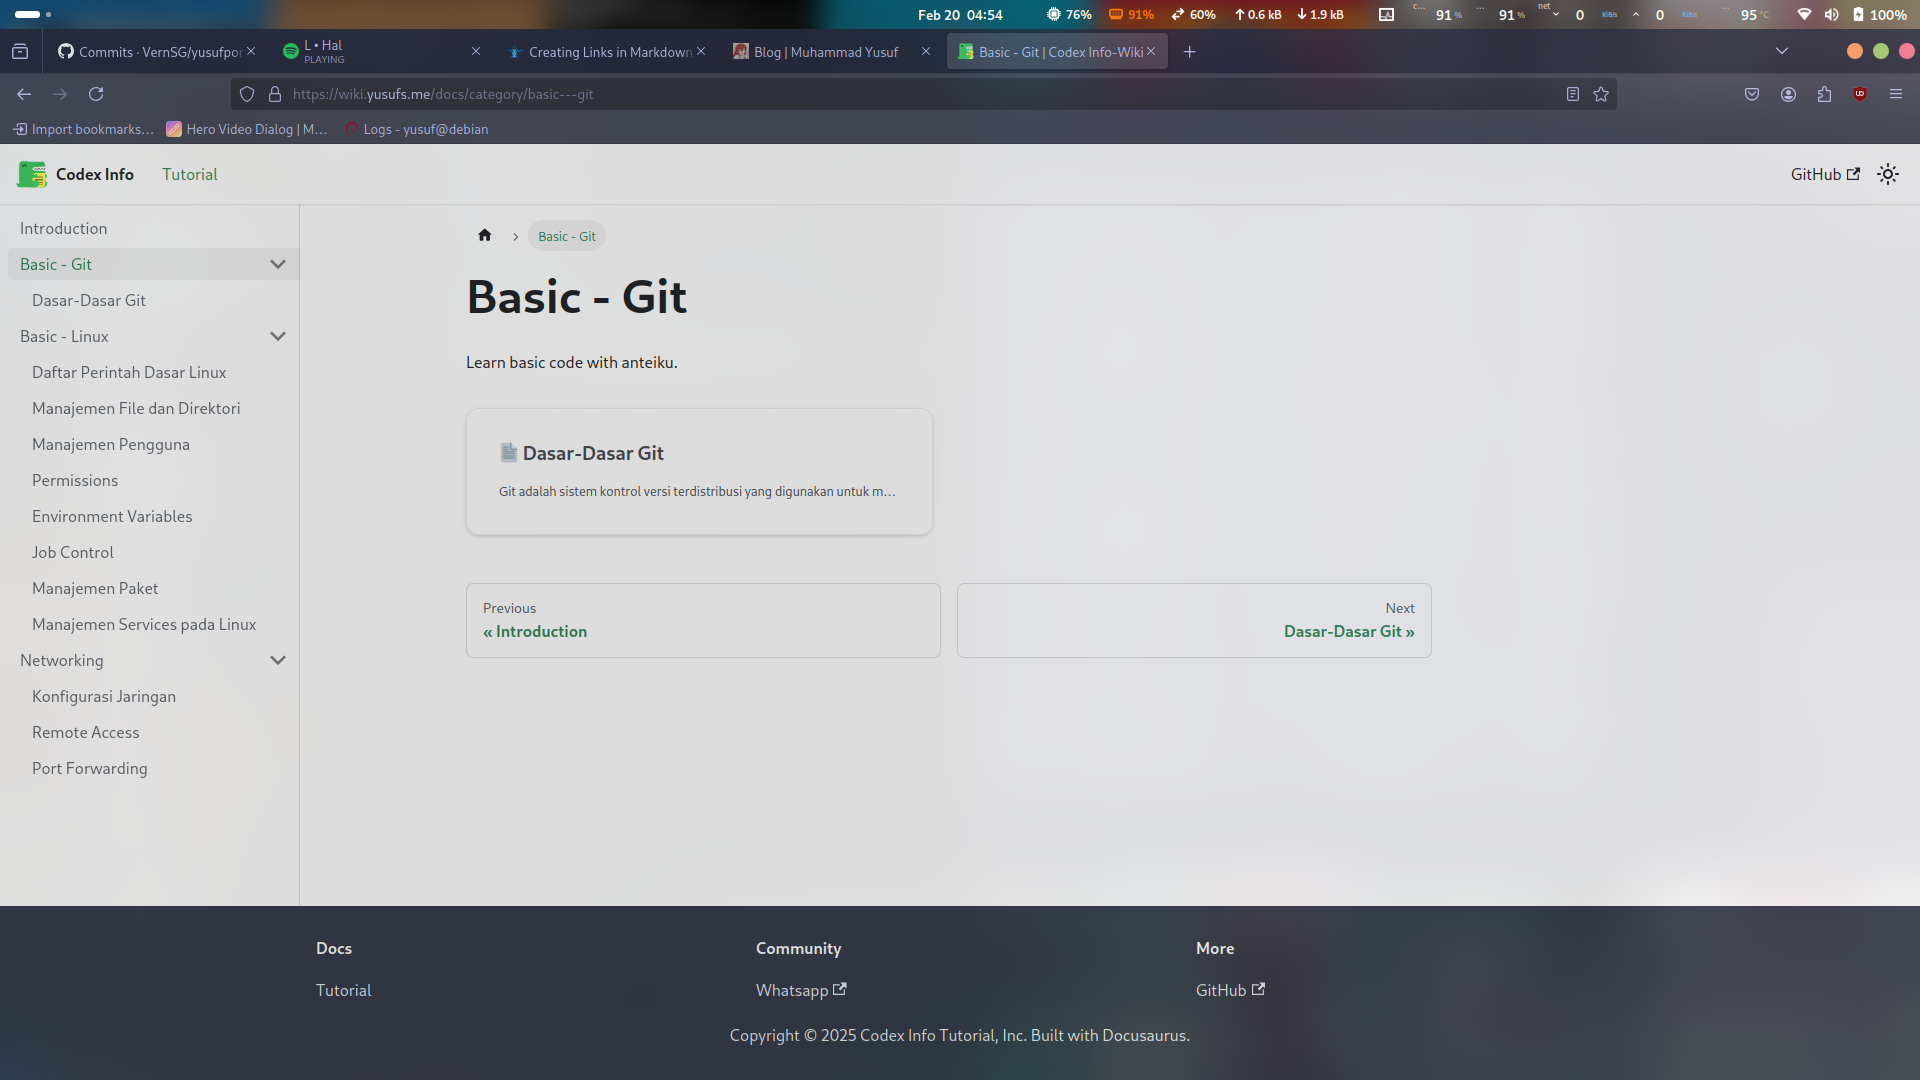 Feb 20 04:54
76%
91%
60%
0.6 kB
1.9 kB
c...
91 %
...
91 %
net
0 KiB/s
0 KiB/s
...
95 °C
100%
Commits · VernSG/yusufpor
L • Hal
PLAYING
Creating Links in Markdown
Blog | Muhammad Yusuf
Basic - Git | Codex Info-Wiki
https://wiki.yusufs.me/docs/category/basic---git
Import bookmarks...
Hero Video Dialog | M...
Logs - yusuf@debian
Codex Info
Tutorial
GitHub
Introduction
Basic - Git
Dasar-Dasar Git
Basic - Linux
Daftar Perintah Dasar Linux
Manajemen File dan Direktori
Manajemen Pengguna
Permissions
Environment Variables
Job Control
Manajemen Paket
Manajemen Services pada Linux
Networking
Konfigurasi Jaringan
Remote Access
Port Forwarding
Basic - Git
Basic - Git
Learn basic code with anteiku.
Dasar-Dasar Git
Git adalah sistem kontrol versi terdistribusi yang digunakan untuk m...
Previous
« Introduction
Next
Dasar-Dasar Git »
Docs
Tutorial
Community
Whatsapp
More
GitHub
Copyright © 2025 Codex Info Tutorial, Inc. Built with Docusaurus.